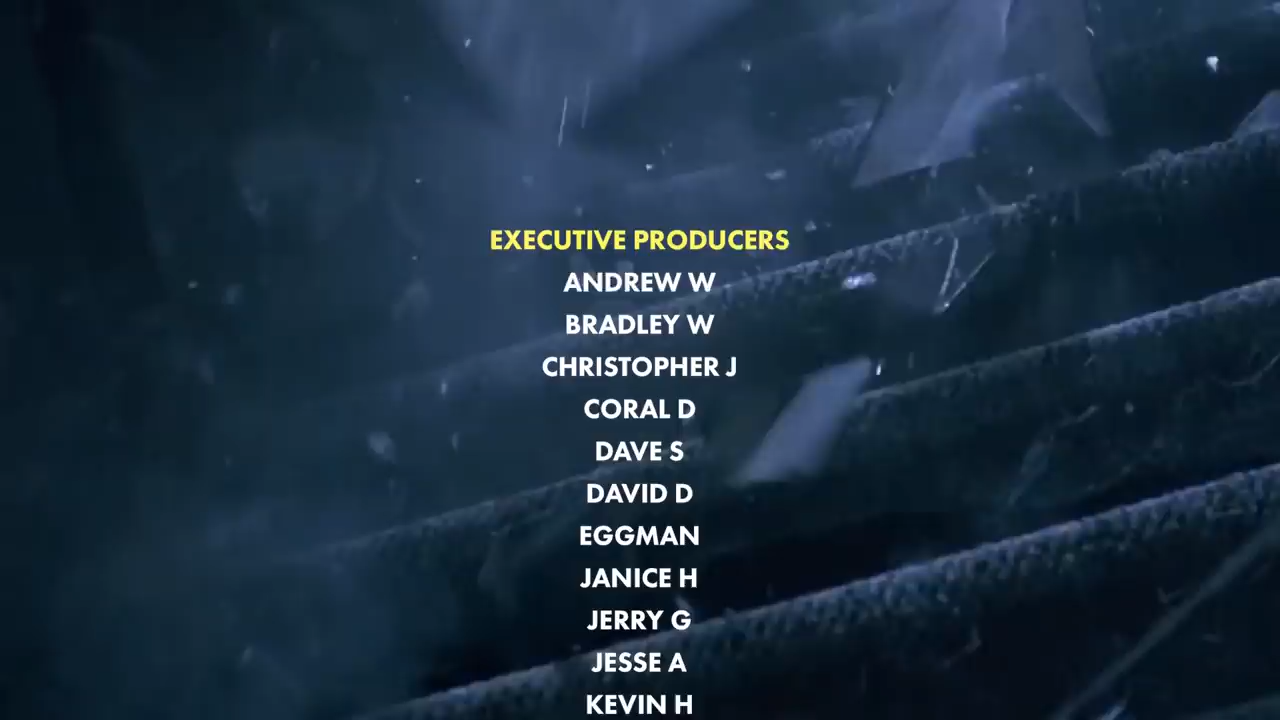 EXECUTIVE PRODUCERS
ANDREW W
BRADLEY W
CHRISTOPHER J
CORAL D
DAVE S
DAVID D
EGGMAN
JANICE H
JERRY G
JESSE A
KEVIN H